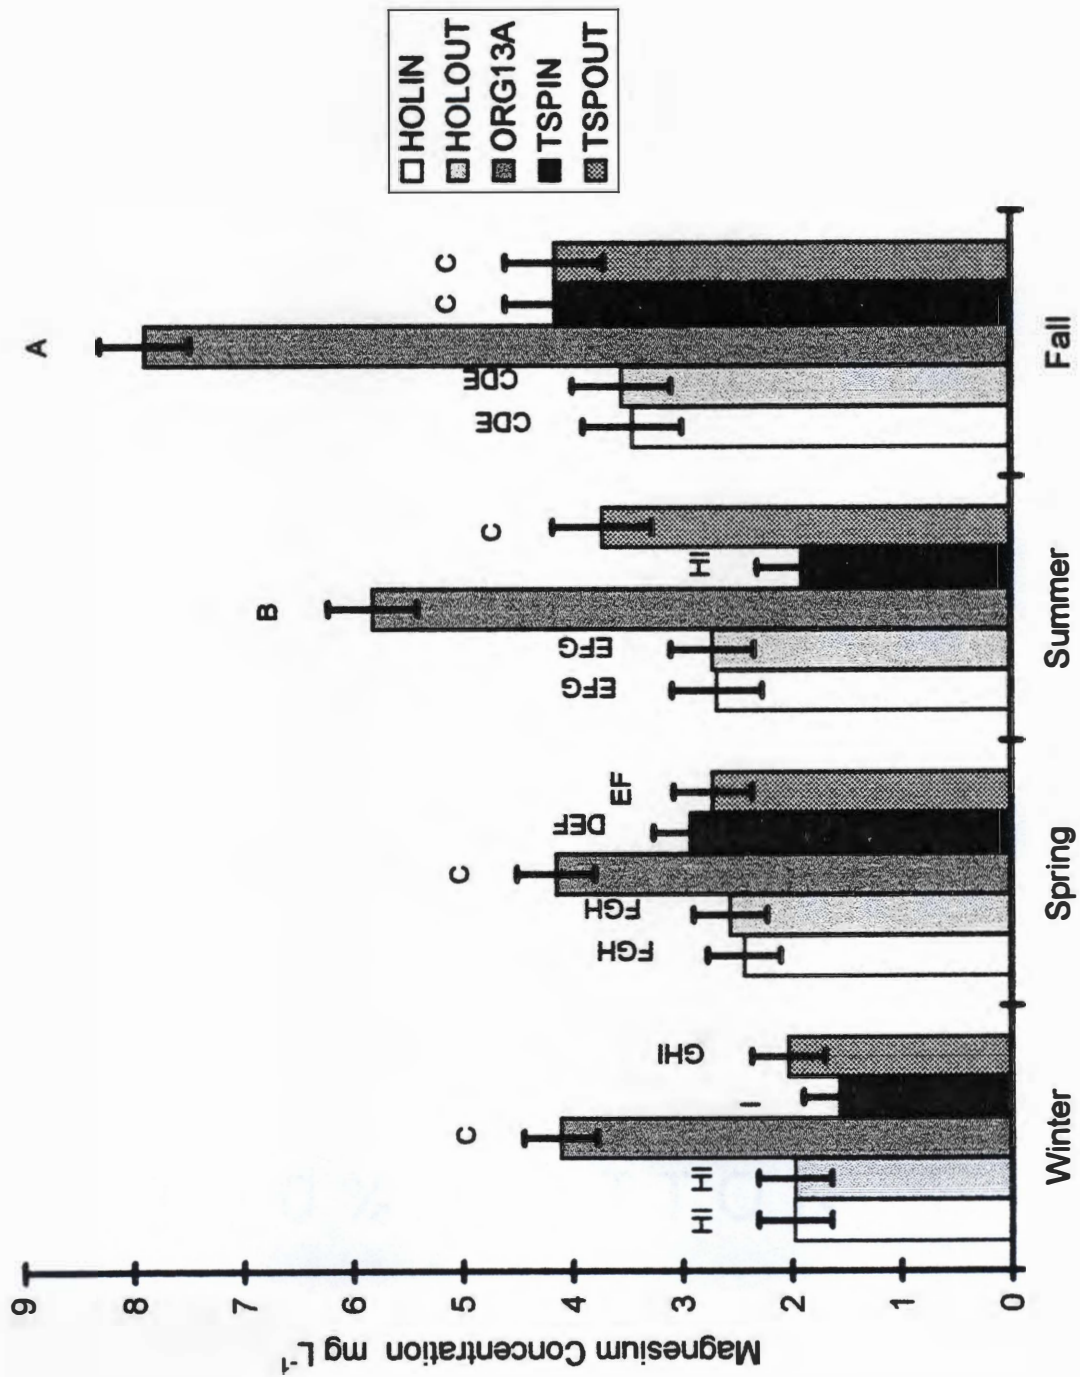 Magnesium Concentration mg L⁻¹
9
8
7
6
5
4
3
2
1
0
HI
HI
C
I
GHI
FGH
FGH
C
DEF
EF
EFG
EFG
B
HI
C
CDE
CDE
A
C
C
Winter
Spring
Summer
Fall
HOLIN
HOLOUT
ORG13A
TSPIN
TSPOUT